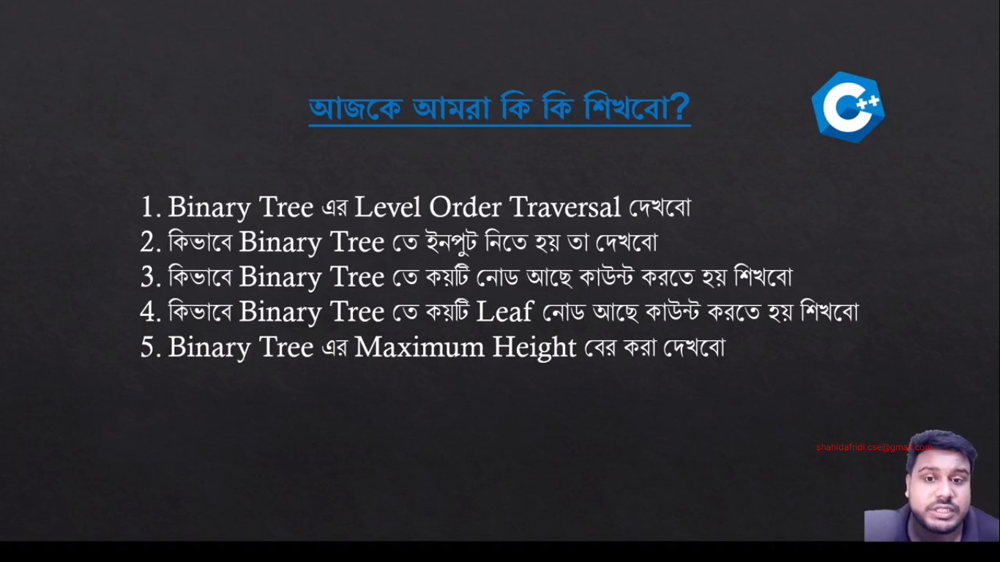 আজকে আমরা কি কি শিখবো?
C++
1. Binary Tree এর Level Order Traversal দেখবো
2. কিভাবে Binary Tree তে ইনপুট নিতে হয় তা দেখবো
3. কিভাবে Binary Tree তে কয়টি নোড আছে কাউন্ট করতে হয় শিখবো
4. কিভাবে Binary Tree তে কয়টি Leaf নোড আছে কাউন্ট করতে হয় শিখবো
5. Binary Tree এর Maximum Height বের করা দেখবো
shahidafridi.cse@gmail.com